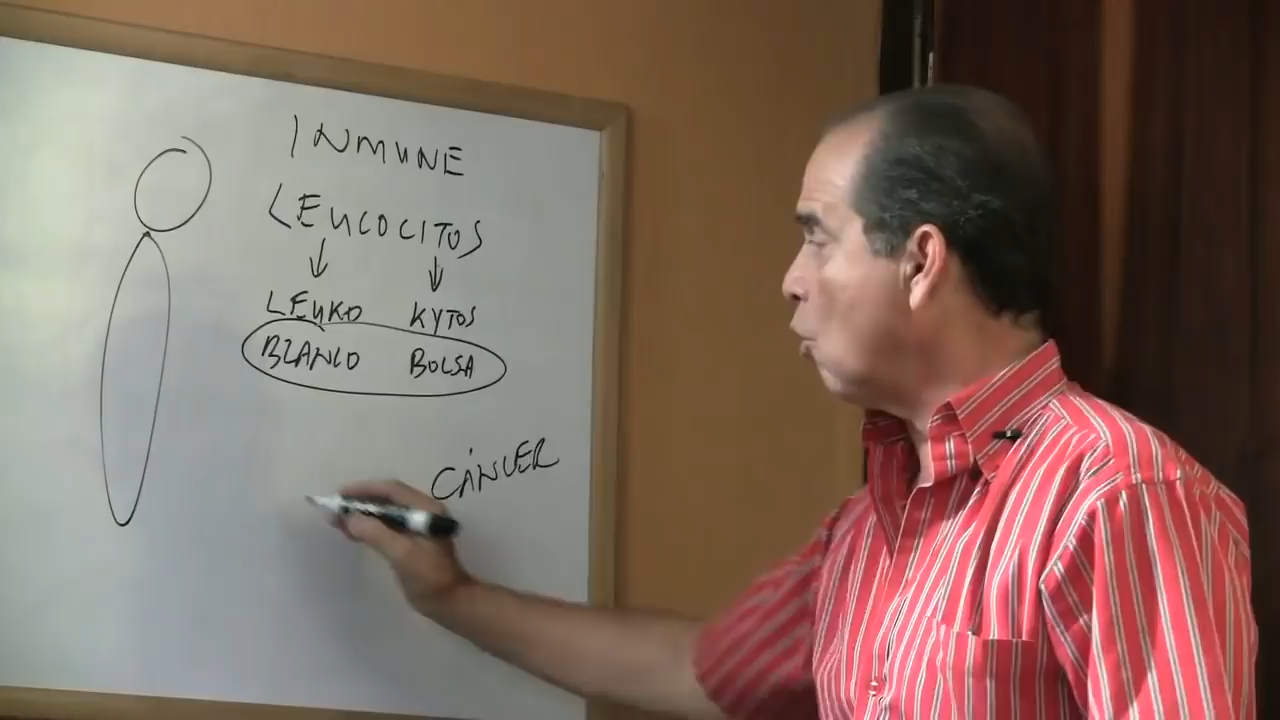 INMUNE
LEUCOCITOS
LEUKO KYTOS
BLANCO BOLSA
CÁNCER